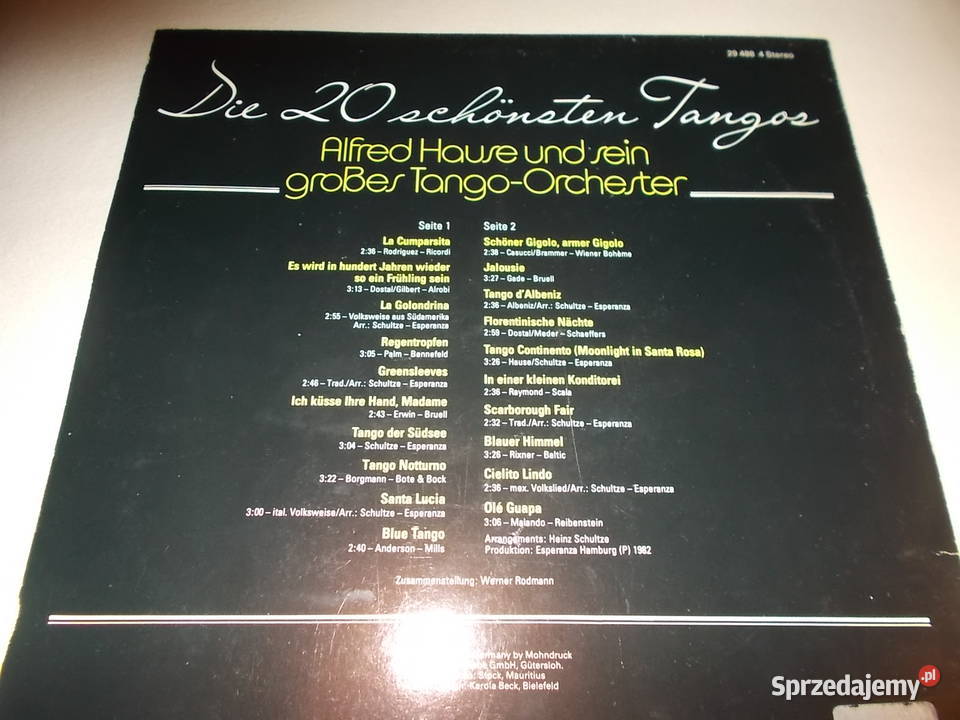 29 486 4 Stereo
Die 20 schönsten Tangos
Alfred Hause und sein
großes Tango-Orchester
Seite 1
La Cumparsita
2:36 – Rodriguez – Ricordi
Es wird in hundert Jahren wieder
so ein Frühling sein
3:13 – Dostal/Gilbert – Alrobi
La Golondrina
2:55 – Volksweise aus Südamerika
Arr.: Schultze – Esperanza
Regentropfen
3:05 – Palm – Bennefeld
Greensleeves
2:46 – Trad./Arr.: Schultze – Esperanza
Ich küsse Ihre Hand, Madame
2:43 – Erwin – Bruell
Tango der Südsee
3:04 – Schultze – Esperanza
Tango Notturno
3:22 – Borgmann – Bote & Bock
Santa Lucia
3:00 – ital. Volksweise/Arr.: Schultze – Esperanza
Blue Tango
2:40 – Anderson – Mills
Seite 2
Schöner Gigolo, armer Gigolo
2:38 – Casucci/Brammer – Wiener Bohème
Jalousie
3:27 – Gade – Bruell
Tango d'Albeniz
2:36 – Albeniz/Arr.: Schultze – Esperanza
Florentinische Nächte
2:59 – Dostal/Meder – Schaeffers
Tango Continento (Moonlight in Santa Rosa)
3:26 – Hause/Schultze – Esperanza
In einer kleinen Konditorei
2:36 – Raymond – Scala
Scarborough Fair
2:32 – Trad./Arr.: Schultze – Esperanza
Blauer Himmel
3:26 – Rixner – Baltic
Cielito Lindo
2:36 – mex. Volkslied/Arr.: Schultze – Esperanza
Olé Guapa
3:06 – Malando – Reibenstein
Arrangements: Heinz Schultze
Produktion: Esperanza Hamburg (P) 1982
Zusammenstellung: Werner Rodmann
by Mohndruck
GmbH, Gütersloh.
Stock, Mauritius
Karola Beck, Bielefeld
Sprzedajemy.pl